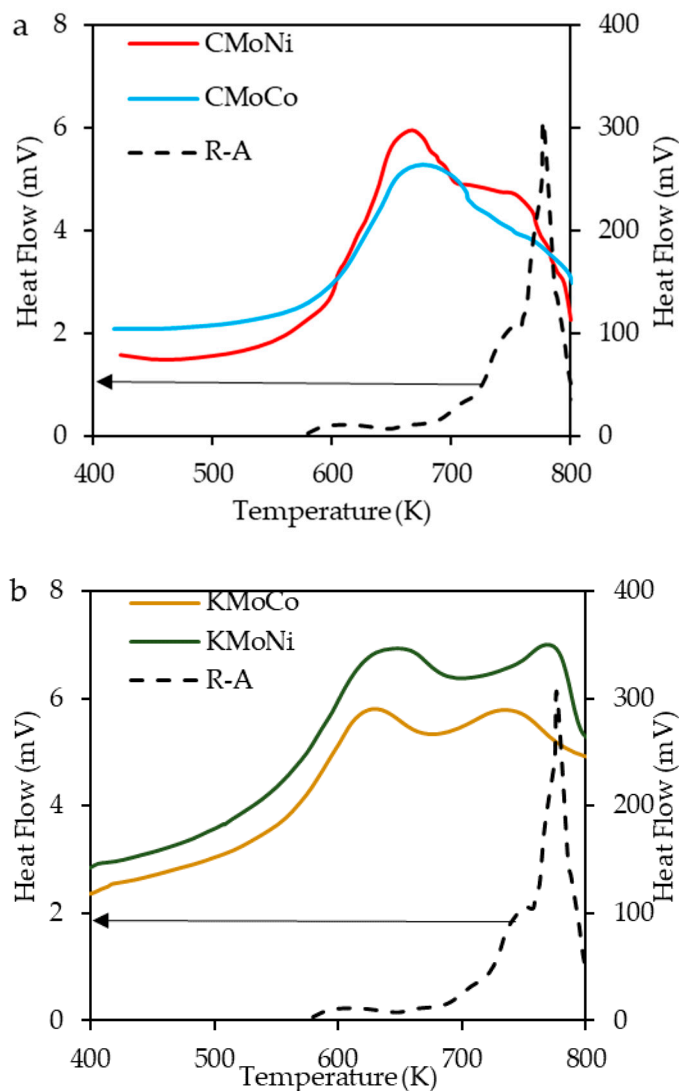 a
8
400
CMoNi
CMoCo
R-A
6
300
4
200
2
100
0
0
400
500
600
700
800
Heat Flow (mV)
Heat Flow (mV)
Temperature (K)
b
8
400
KMoCo
KMoNi
R-A
6
300
4
200
2
100
0
0
400
500
600
700
800
Heat Flow (mV)
Heat Flow (mV)
Temperature (K)